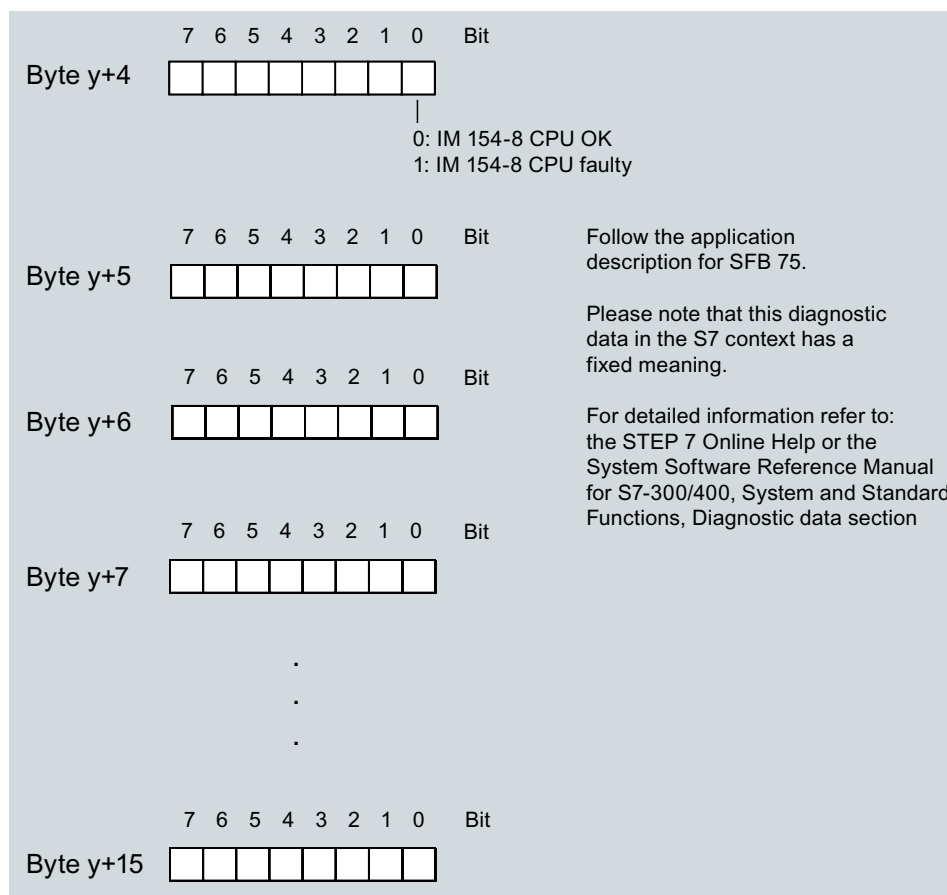 7 6 5 4 3 2 1 0 Bit
Byte y+4
0: IM 154-8 CPU OK
1: IM 154-8 CPU faulty
7 6 5 4 3 2 1 0 Bit
Byte y+5
Follow the application
description for SFB 75.
Please note that this diagnostic
data in the S7 context has a
fixed meaning.
7 6 5 4 3 2 1 0 Bit
Byte y+6
For detailed information refer to:
the STEP 7 Online Help or the
System Software Reference Manual
for S7-300/400, System and Standard
Functions, Diagnostic data section
7 6 5 4 3 2 1 0 Bit
Byte y+7
.
.
.
7 6 5 4 3 2 1 0 Bit
Byte y+15